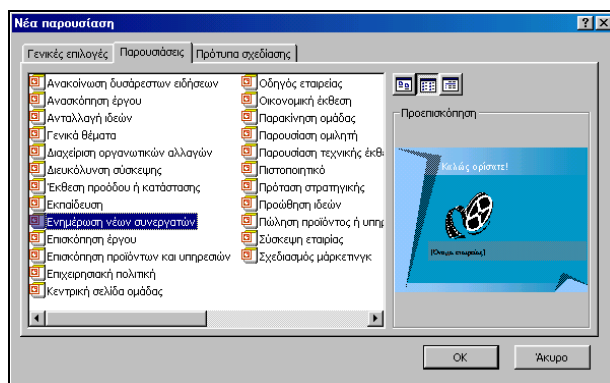 Νέα παρουσίαση
Γενικές επιλογές Παρουσιάσεις Πρότυπα σχεδίασης
Ανακοίνωση δυσάρεστων ειδήσεων
Ανασκόπηση έργου
Ανταλλαγή ιδεών
Γενικά θέματα
Διαχείριση οργανωτικών αλλαγών
Διευκόλυνση σύσκεψης
Έκθεση προόδου ή κατάστασης
Εκπαίδευση
Ενημέρωση νέων συνεργατών
Επισκόπηση έργου
Επισκόπηση προϊόντων και υπηρεσιών
Επιχειρησιακή πολιτική
Κεντρική σελίδα ομάδας
Οδηγός εταιρείας
Οικονομική έκθεση
Παρακίνηση ομάδας
Παρουσίαση ομιλητή
Παρουσίαση τεχνικής έκθε
Πιστοποιητικό
Πρόταση στρατηγικής
Προώθηση ιδεών
Πώληση προϊόντος ή υπηρ
Σύσκεψη εταιρίας
Σχεδιασμός μάρκετινγκ
Προεπισκόπηση
Καλώς ορίσατε!
[Όνομα εταιρείας]
OK Άκυρο